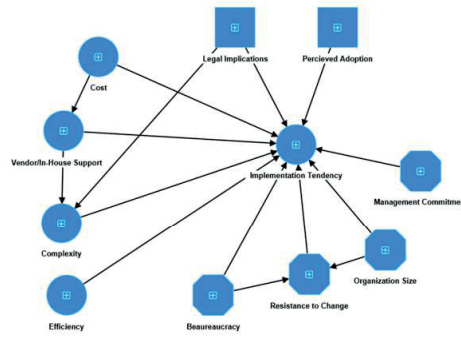 Legal Implications
Percieved Adoption
Cost
Vendor/In-House Support
Implementation Tendency
Management Commitme
Complexity
Organization Size
Resistance to Change
Efficiency
Beaureaucracy